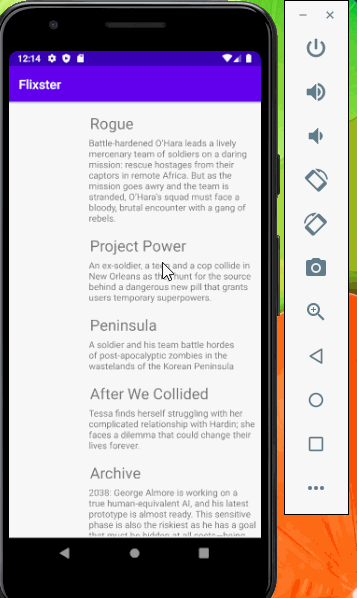 12:14
Flixster
Rogue
Battle-hardened O'Hara leads a lively
mercenary team of soldiers on a daring
mission: rescue hostages from their
captors in remote Africa. But as the
mission goes awry and the team is
stranded, O'Hara's squad must face a
bloody, brutal encounter with a gang of
rebels.
Project Power
An ex-soldier, a teen and a cop collide in
New Orleans as they hunt for the source
behind a dangerous new pill that grants
users temporary superpowers.
Peninsula
A soldier and his team battle hordes
of post-apocalyptic zombies in the
wastelands of the Korean Peninsula
After We Collided
Tessa finds herself struggling with her
complicated relationship with Hardin; she
faces a dilemma that could change their
lives forever.
Archive
2038: George Almore is working on a
true human-equivalent AI, and his latest
prototype is almost ready. This sensitive
phase is also the riskiest as he has a goal
that must be hidden at all costs—being